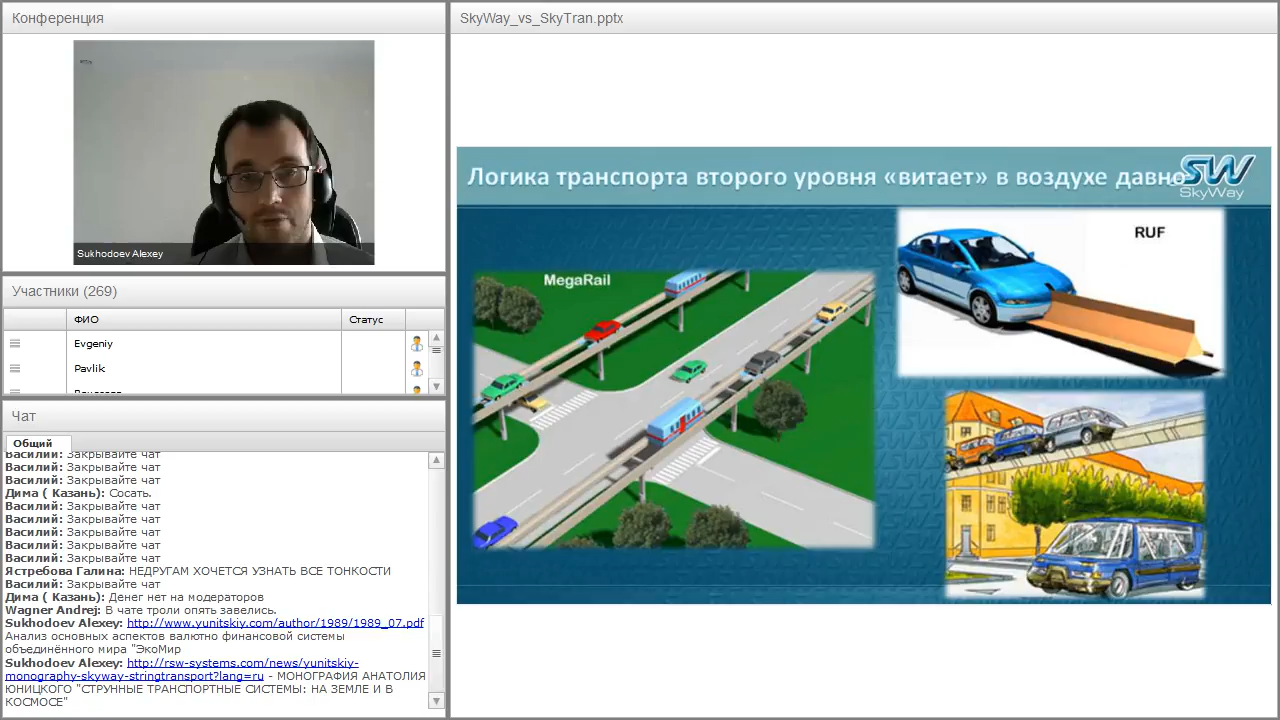 Конференция
Sukhodoev Alexey
Участники (269)
ФИО
Статус
Evgeniy
Pavlik
Чат
Общий
Василий: Закрывайте чат
Василий: Закрывайте чат
Василий: Закрывайте чат
Дима ( Казань): Сосать.
Василий: Закрывайте чат
Василий: Закрывайте чат
Василий: Закрывайте чат
Василий: Закрывайте чат
Василий: Закрывайте чат
Ястребова Галина: НЕДРУГАМ ХОЧЕТСЯ УЗНАТЬ ВСЕ ТОНКОСТИ
Василий: Закрывайте чат
Дима ( Казань): Денег нет на модераторов
Wagner Andrej: В чате троли опять завелись.
Sukhodoev Alexey: http://www.yunitskiy.com/author/1989/1989_07.pdf
Анализ основных аспектов валютно финансовой системы
объединённого мира "ЭкоМир
Sukhodoev Alexey: http://rsw-systems.com/news/yunitskiy-
monography-skyway-stringtransport?lang=ru - МОНОГРАФИЯ АНАТОЛИЯ
ЮНИЦКОГО "СТРУННЫЕ ТРАНСПОРТНЫЕ СИСТЕМЫ: НА ЗЕМЛЕ И В
КОСМОСЕ"
SkyWay_vs_SkyTran.pptx
Логика транспорта второго уровня «витает» в воздухе давно
SW
SkyWay
MegaRail
RUF